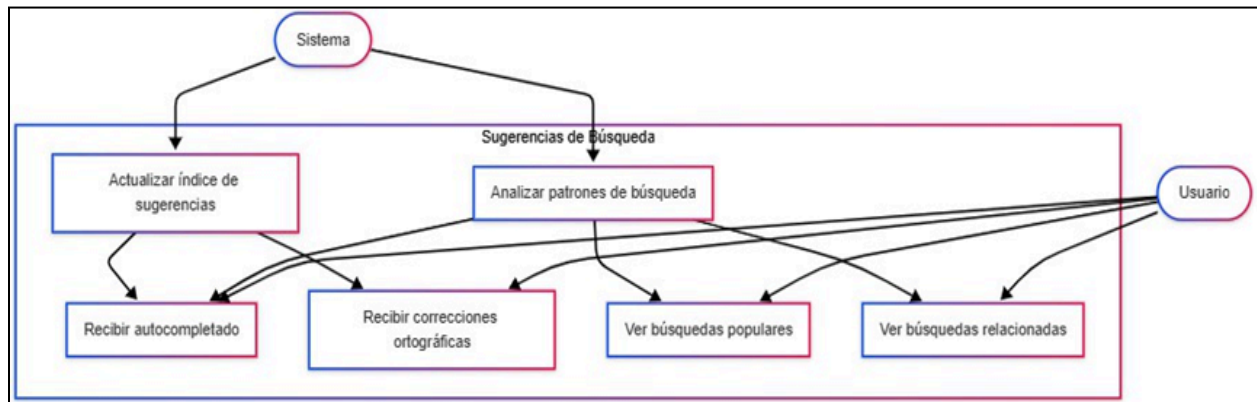 Sistema
Sugerencias de Búsqueda
Actualizar índice de
sugerencias
Analizar patrones de búsqueda
Usuario
Recibir autocompletado
Recibir correcciones
ortográficas
Ver búsquedas populares
Ver búsquedas relacionadas